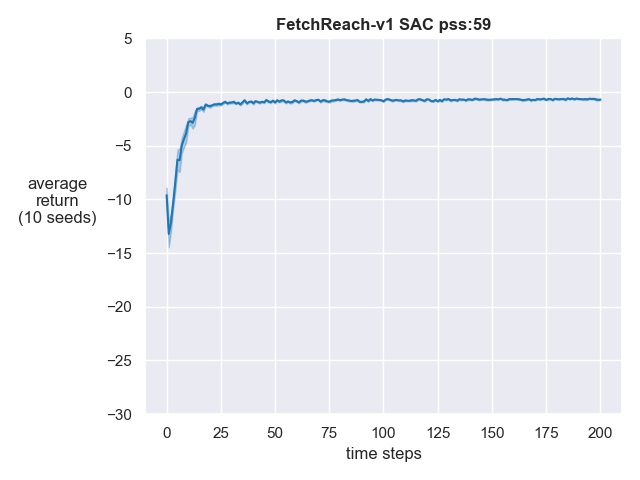 FetchReach-v1 SAC pss:59
5
0
−5
−10
−15
−20
−25
−30
average
return
(10 seeds)
0 25 50 75 100 125 150 175 200
time steps